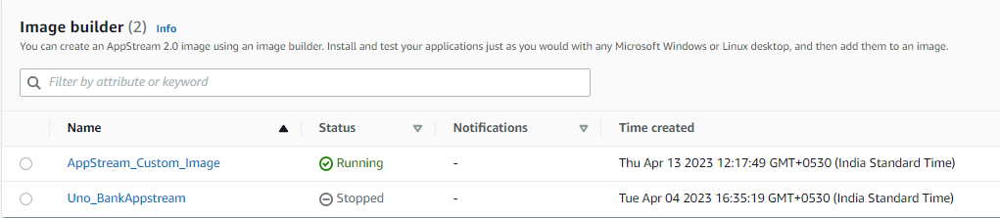 Image builder (2) Info
You can create an AppStream 2.0 image using an image builder. Install and test your applications just as you would with any Microsoft Windows or Linux desktop, and then add them to an image.
Filter by attribute or keyword
Name Status Notifications Time created
AppStream_Custom_Image Running - Thu Apr 13 2023 12:17:49 GMT+0530 (India Standard Time)
Uno_BankAppstream Stopped - Tue Apr 04 2023 16:35:19 GMT+0530 (India Standard Time)